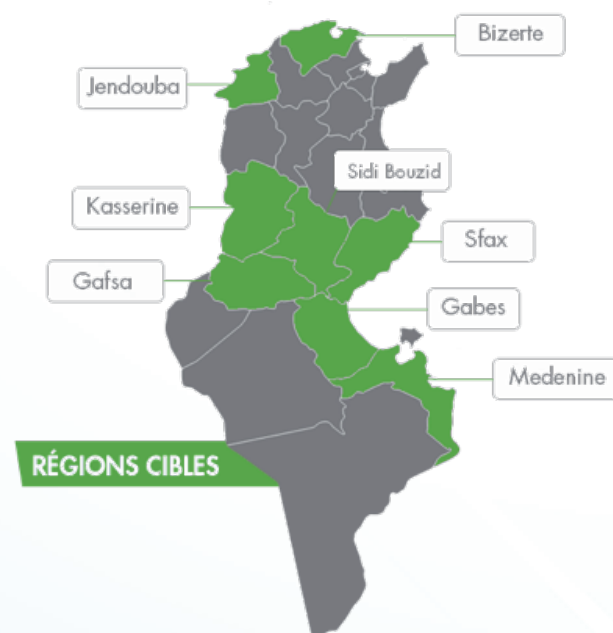 Bizerte
Jendouba
Sidi Bouzid
Kasserine
Sfax
Gafsa
Gabes
Medenine
RÉGIONS CIBLES